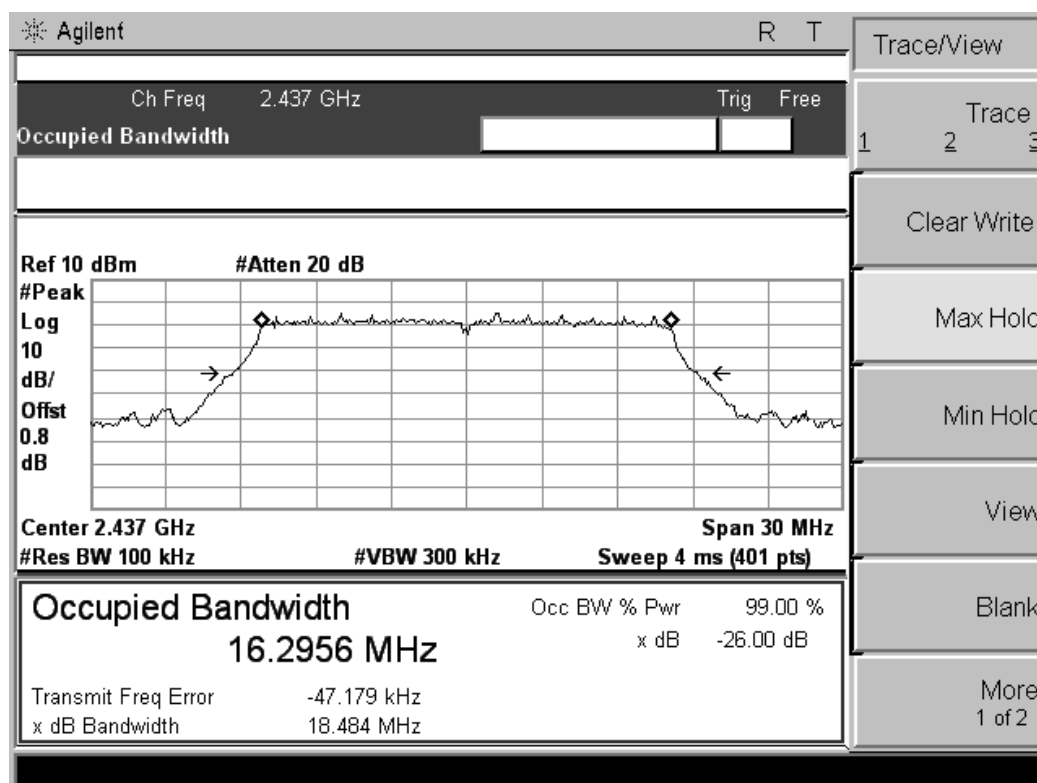 Agilent R T
Ch Freq 2.437 GHz Trig Free
Occupied Bandwidth
Ref 10 dBm #Atten 20 dB
#Peak
Log
10
dB/
Offst
0.8
dB
Center 2.437 GHz Span 30 MHz
#Res BW 100 kHz #VBW 300 kHz Sweep 4 ms (401 pts)
Occupied Bandwidth
16.2956 MHz
Occ BW % Pwr 99.00 %
x dB -26.00 dB
Transmit Freq Error -47.179 kHz
x dB Bandwidth 18.484 MHz
Trace/View
Trace
1 2 3
Clear Write
Max Hold
Min Hold
View
Blank
More
1 of 2